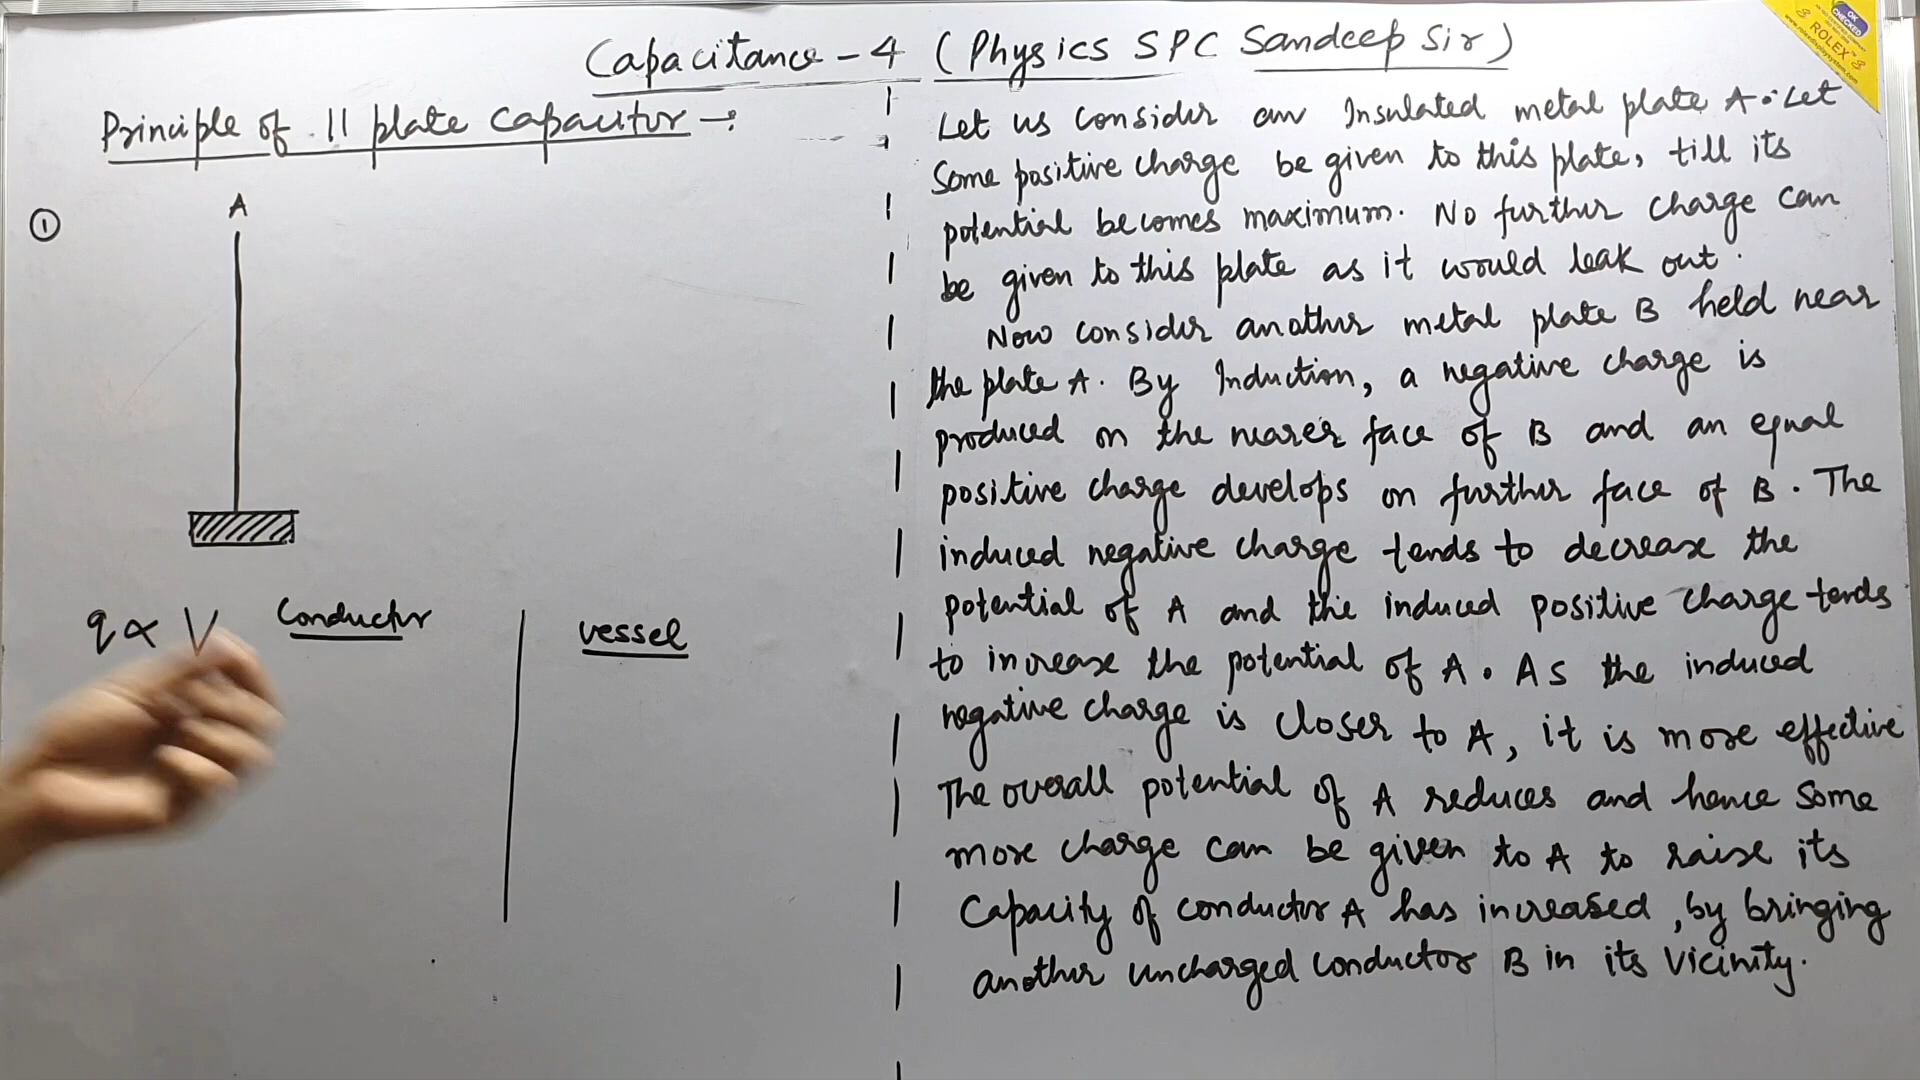 Capacitance - 4 (Physics SPC Sandeep Sir)
Principle of || plate capacitor -:
①
A
q ∝ V
Conductor
vessel
Let us consider an Insulated metal plate A. Let
Some positive charge be given to this plate, till its
potential becomes maximum. No further charge can
be given to this plate as it would leak out.
Now consider another metal plate B held near
the plate A. By Induction, a negative charge is
produced on the nearer face of B and an equal
positive charge develops on further face of B. The
induced negative charge tends to decrease the
potential of A and the induced positive charge tends
to increase the potential of A. As the induced
negative charge is closer to A, it is more effective
The overall potential of A reduces and hence some
more charge can be given to A to raise its
Capacity of conductor A has increased, by bringing
another uncharged conductor B in its vicinity.
OK
CHECKED
ROLEX